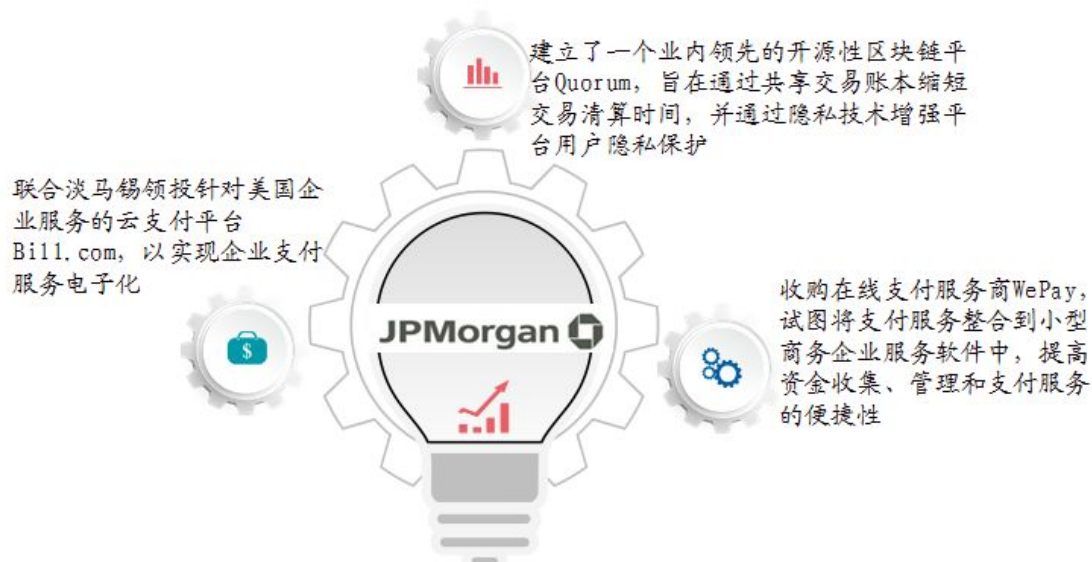 建立了一个业内领先的开源性区块链平
台Quorum，旨在通过共享交易账本缩短
交易清算时间，并通过隐私技术增强平
台用户隐私保护
联合淡马锡领投针对美国企
业服务的云支付平台
Bill.com，以实现企业支付
服务电子化
JPMorgan
收购在线支付服务商WePay，
试图将支付服务整合到小型
商务企业服务软件中，提高
资金收集、管理和支付服务
的便捷性
$